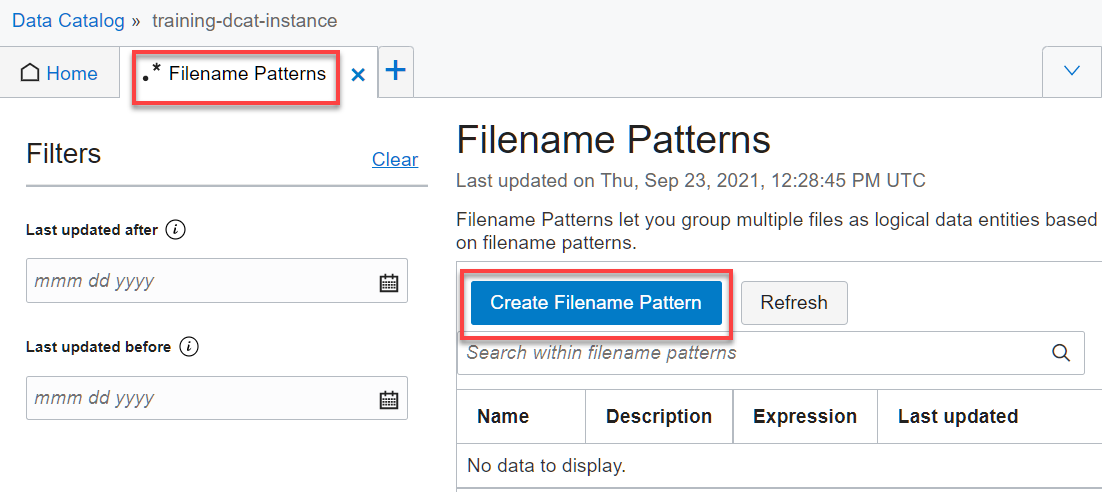 Data Catalog » training-dcat-instance
Home
.* Filename Patterns × +
Filters
Clear
Last updated after i
mmm dd yyyy
Last updated before i
mmm dd yyyy
Filename Patterns
Last updated on Thu, Sep 23, 2021, 12:28:45 PM UTC
Filename Patterns let you group multiple files as logical data entities based
on filename patterns.
Create Filename Pattern
Refresh
Search within filename patterns
Name Description Expression Last updated
No data to display.